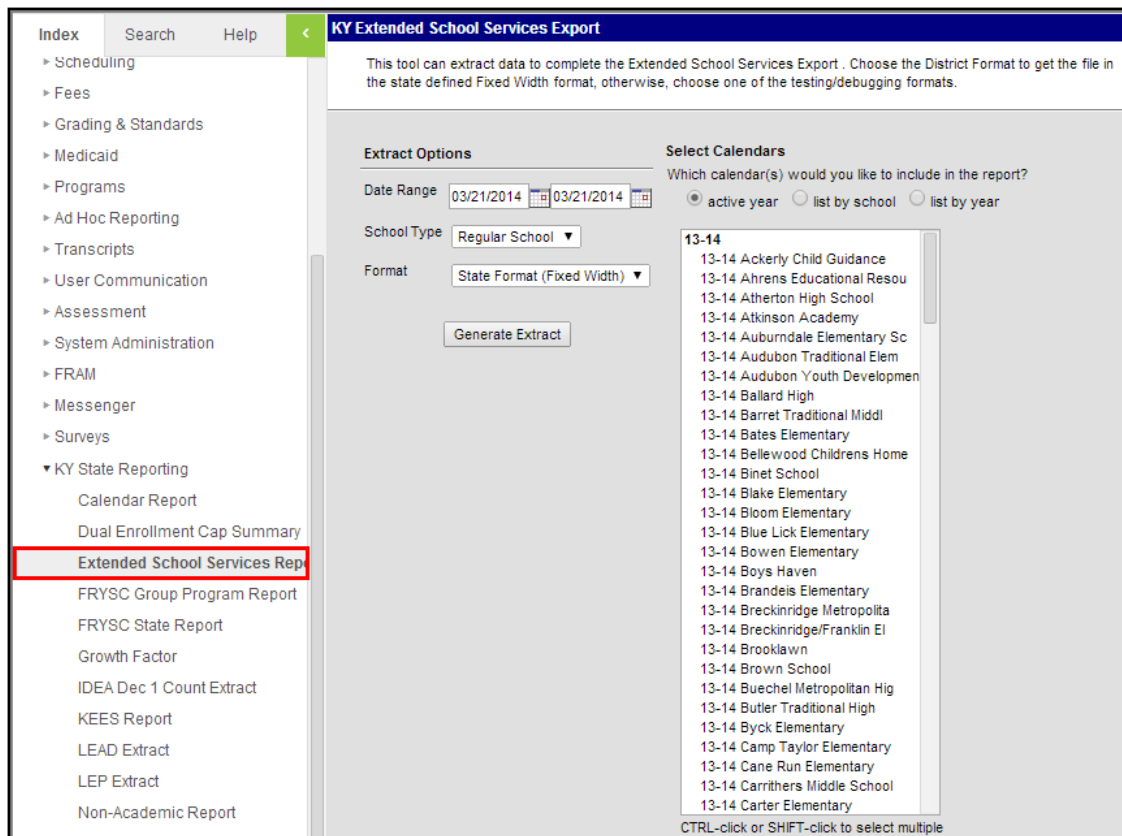 Index Search Help
Scheduling
Fees
Grading & Standards
Medicaid
Programs
Ad Hoc Reporting
Transcripts
User Communication
Assessment
System Administration
FRAM
Messenger
Surveys
KY State Reporting
Calendar Report
Dual Enrollment Cap Summary
Extended School Services Rep
FRYSC Group Program Report
FRYSC State Report
Growth Factor
IDEA Dec 1 Count Extract
KEES Report
LEAD Extract
LEP Extract
Non-Academic Report
KY Extended School Services Export
This tool can extract data to complete the Extended School Services Export . Choose the District Format to get the file in
the state defined Fixed Width format, otherwise, choose one of the testing/debugging formats.
Extract Options
Date Range 03/21/2014 03/21/2014
School Type Regular School
Format State Format (Fixed Width)
Generate Extract
Select Calendars
Which calendar(s) would you like to include in the report?
active year list by school list by year
13-14
13-14 Ackerly Child Guidance
13-14 Ahrens Educational Resou
13-14 Atherton High School
13-14 Atkinson Academy
13-14 Auburndale Elementary Sc
13-14 Audubon Traditional Elem
13-14 Audubon Youth Developmen
13-14 Ballard High
13-14 Barret Traditional Middl
13-14 Bates Elementary
13-14 Bellewood Childrens Home
13-14 Binet School
13-14 Blake Elementary
13-14 Bloom Elementary
13-14 Blue Lick Elementary
13-14 Bowen Elementary
13-14 Boys Haven
13-14 Brandeis Elementary
13-14 Breckinridge Metropolita
13-14 Breckinridge/Franklin El
13-14 Brooklawn
13-14 Brown School
13-14 Buechel Metropolitan Hig
13-14 Butler Traditional High
13-14 Byck Elementary
13-14 Camp Taylor Elementary
13-14 Cane Run Elementary
13-14 Carrithers Middle School
13-14 Carter Elementary
CTRL-click or SHIFT-click to select multiple